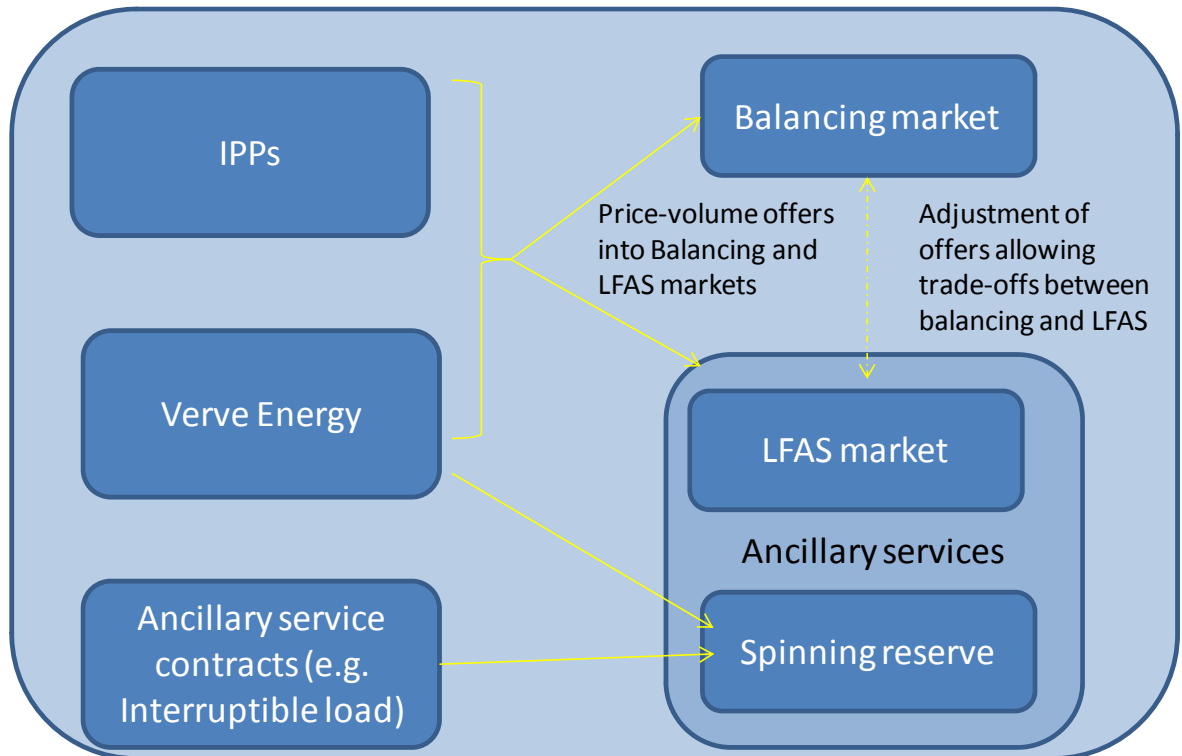 IPPs
Balancing market
Price-volume offers
into Balancing and
LFAS markets
Adjustment of
offers allowing
trade-offs between
balancing and LFAS
Verve Energy
LFAS market
Ancillary services
Ancillary service
contracts (e.g.
Interruptible load)
Spinning reserve